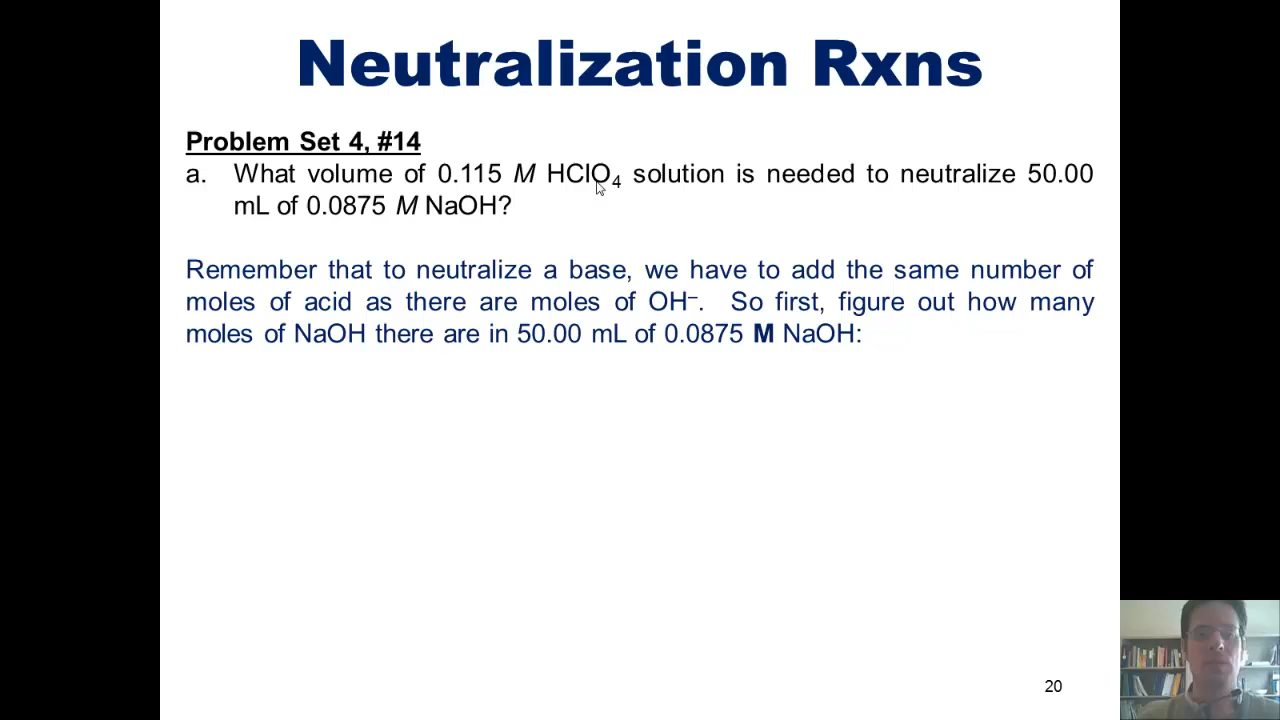 Neutralization Rxns
Problem Set 4, #14
a. What volume of 0.115 M HClO₄ solution is needed to neutralize 50.00
mL of 0.0875 M NaOH?
Remember that to neutralize a base, we have to add the same number of
moles of acid as there are moles of OH⁻. So first, figure out how many
moles of NaOH there are in 50.00 mL of 0.0875 M NaOH:
20